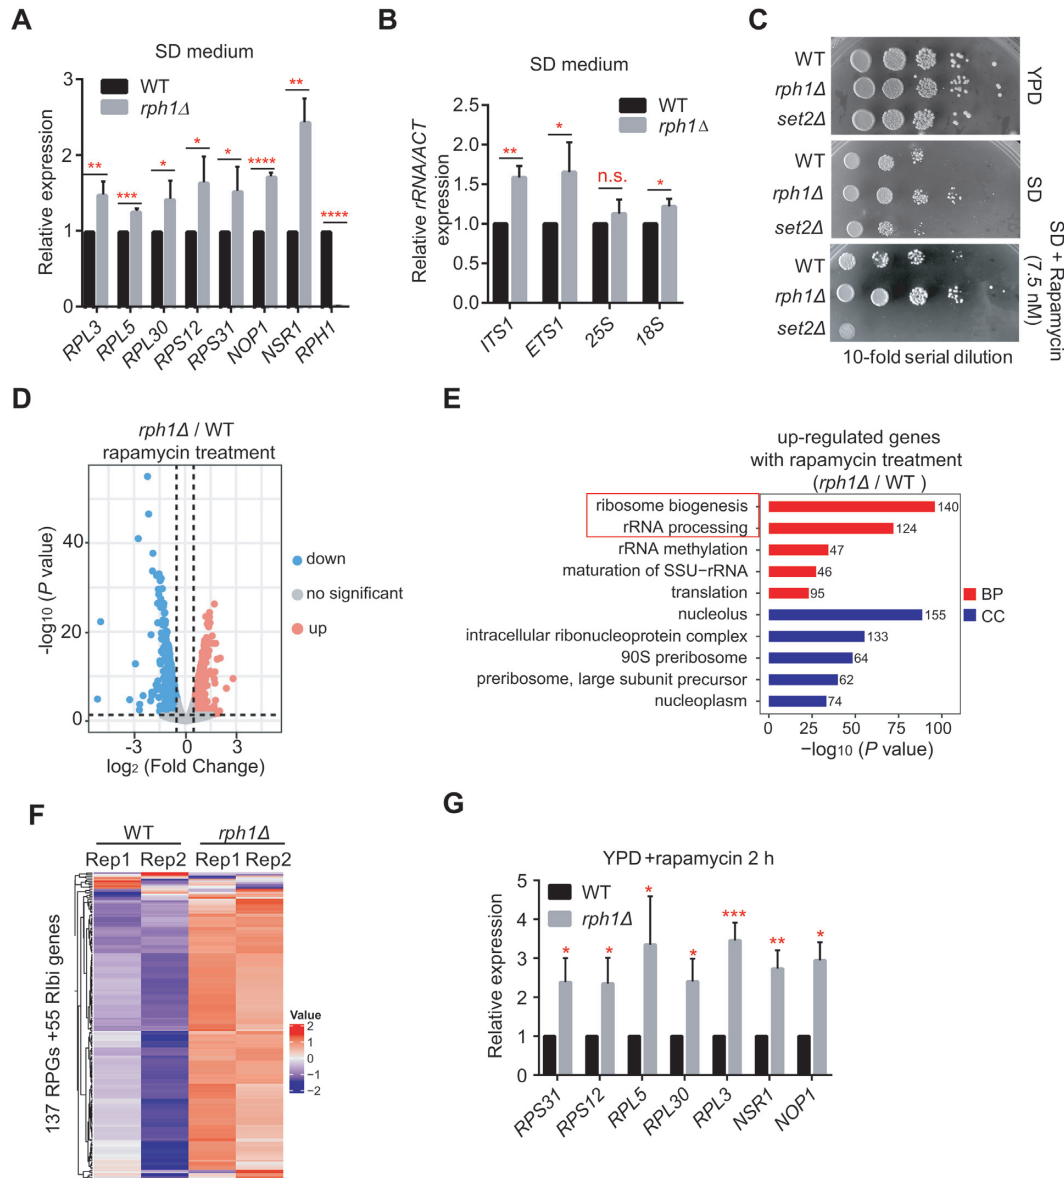 A
SD medium
WT
rph1Δ
Relative expression
3
2
1
0
**
***
*
*
*
****
**
****
RPL3
RPL5
RPL30
RPS12
RPS31
NOP1
NSR1
RPH1
B
SD medium
WT
rph1Δ
Relative rRNA/ACT
expression
2.5
2.0
1.5
1.0
0.5
0.0
**
*
n.s.
*
ITS1
ETS1
25S
18S
C
WT
rph1Δ
set2Δ
YPD
WT
rph1Δ
set2Δ
SD
WT
rph1Δ
set2Δ
SD + Rapamycin
(7.5 nM)
10-fold serial dilution
D
rph1Δ / WT
rapamycin treatment
-log10 (P value)
40
20
0
-3
0
3
log2 (Fold Change)
down
no significant
up
E
up-regulated genes
with rapamycin treatment
(rph1Δ / WT )
ribosome biogenesis
140
rRNA processing
124
rRNA methylation
47
maturation of SSU−rRNA
46
translation
95
nucleolus
155
intracellular ribonucleoprotein complex
133
90S preribosome
64
preribosome, large subunit precursor
62
nucleoplasm
74
BP
CC
0
25
50
75
100
−log10 (P value)
F
WT
rph1Δ
Rep1
Rep2
Rep1
Rep2
137 RPGs +55 RIbi genes
Value
2
1
0
−1
−2
G
YPD+rapamycin 2 h
WT
rph1Δ
Relative expression
5
4
3
2
1
0
*
*
*
*
***
**
*
RPS31
RPS12
RPL5
RPL30
RPL3
NSR1
NOP1